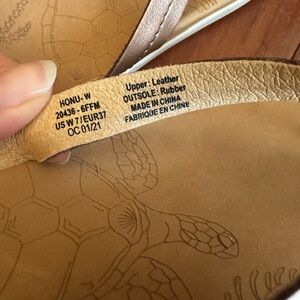 HONU-W
20436-6FFM
US W 7/EUR37
OC 01/21
Upper: Leather
OUTSOLE: Rubber
MADE IN CHINA
FABRIQUE EN CHINE